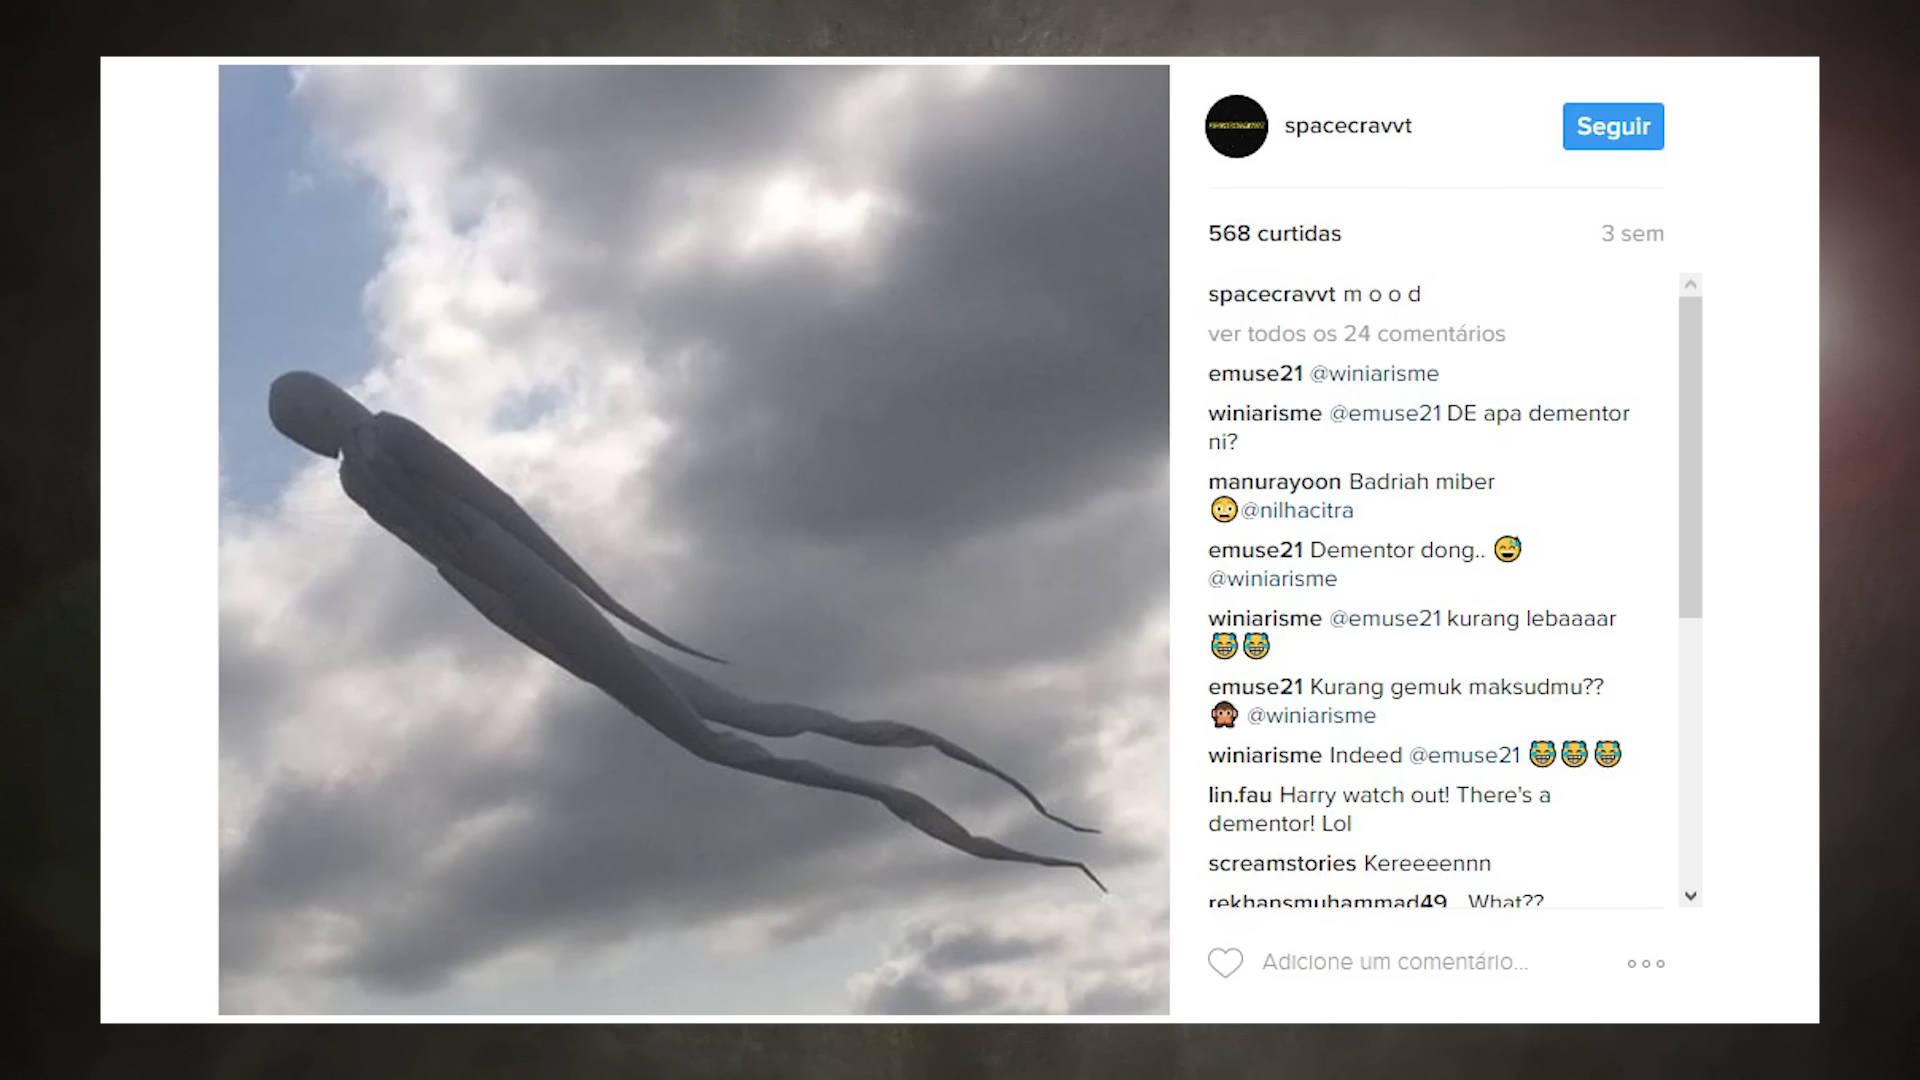 spacecravvt
Seguir
568 curtidas
3 sem
spacecravvt m o o d
ver todos os 24 comentários
emuse21 @winiarisme
winiarisme @emuse21 DE apa dementor
ni?
manurayoon Badriah miber
😳@nilhacitra
emuse21 Dementor dong.. 😅
@winiarisme
winiarisme @emuse21 kurang lebaaaar
😹😹
emuse21 Kurang gemuk maksudmu??
🙊 @winiarisme
winiarisme Indeed @emuse21 😹😹😹
lin.fau Harry watch out! There's a
dementor! Lol
screamstories Kereeeennn
rekhansmuhammad49 What??
Adicione um comentário...